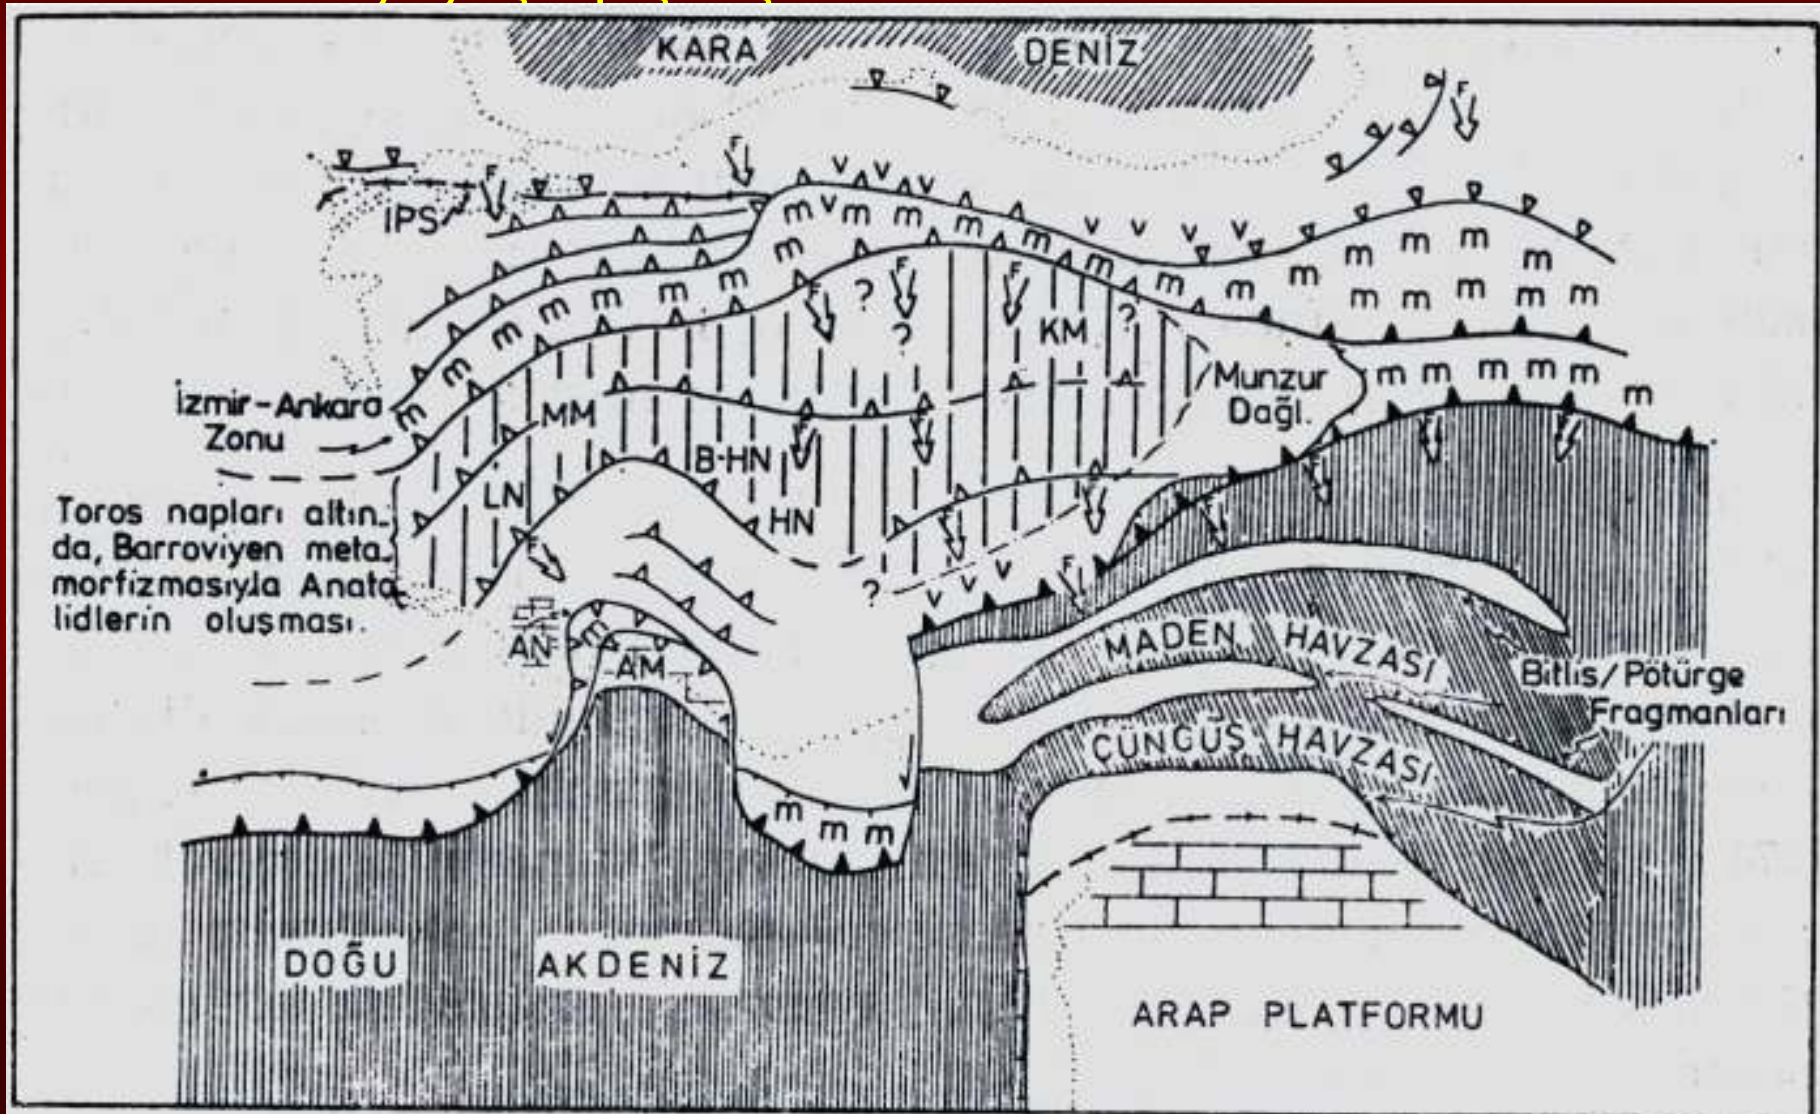 KARA DENİZ
İPS
KM
Munzur
Dağl.
İzmir-Ankara
Zonu
MM
B-HN
LN
HN
Toros napları altın-
da, Barroviyen meta-
morfizmasıyla Anato-
lidlerin oluşması.
AN
AM
MADEN HAVZASI
Bitlis/Pötürge
Fragmanları
ÇÜNGÜŞ HAVZASI
DOĞU AKDENİZ
ARAP PLATFORMU